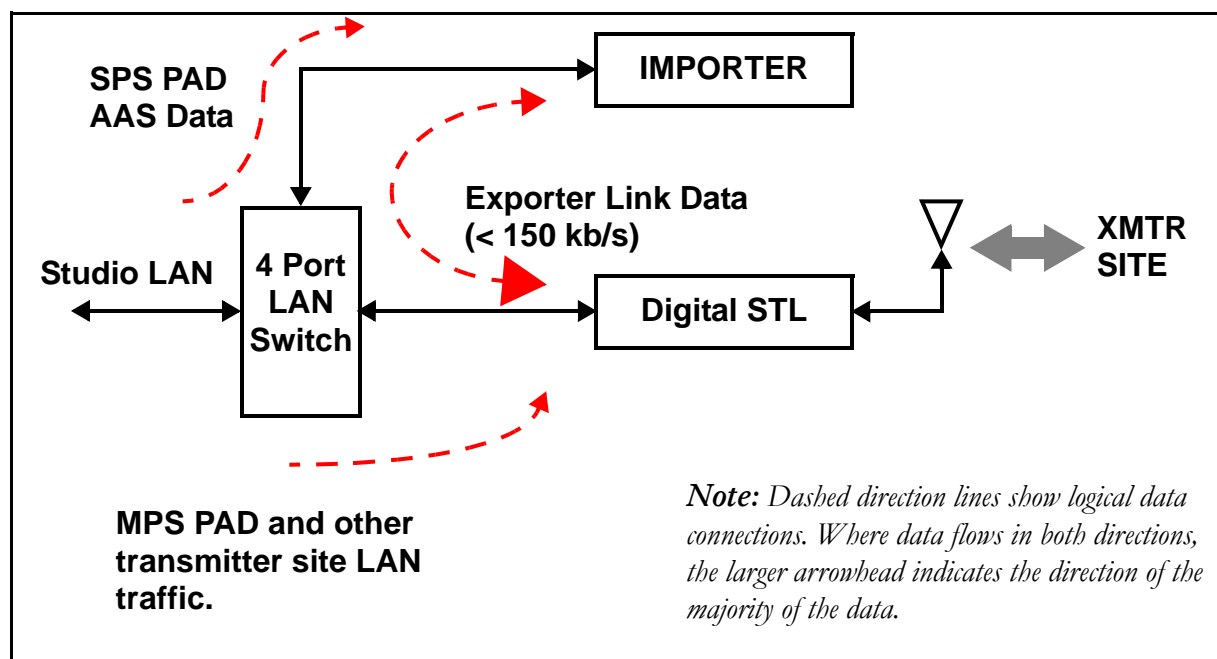 SPS PAD
AAS Data
IMPORTER
Exporter Link Data
(< 150 kb/s)
Studio LAN
4 Port
LAN
Switch
Digital STL
XMTR
SITE
MPS PAD and other
transmitter site LAN
traffic.
Note: Dashed direction lines show logical data
connections. Where data flows in both directions,
the larger arrowhead indicates the direction of the
majority of the data.